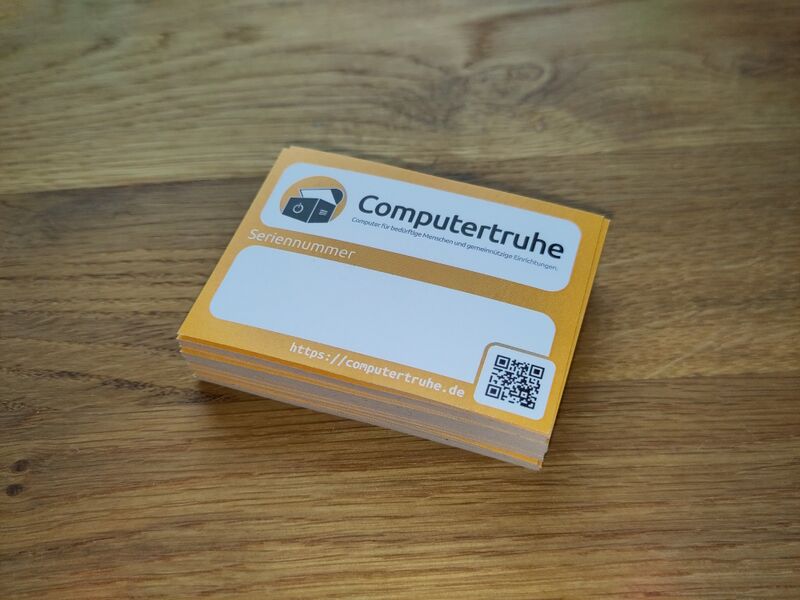 Computertruhe
Computer für bedürftige Menschen und gemeinnützige Einrichtungen.
Seriennummer
https://computertruhe.de